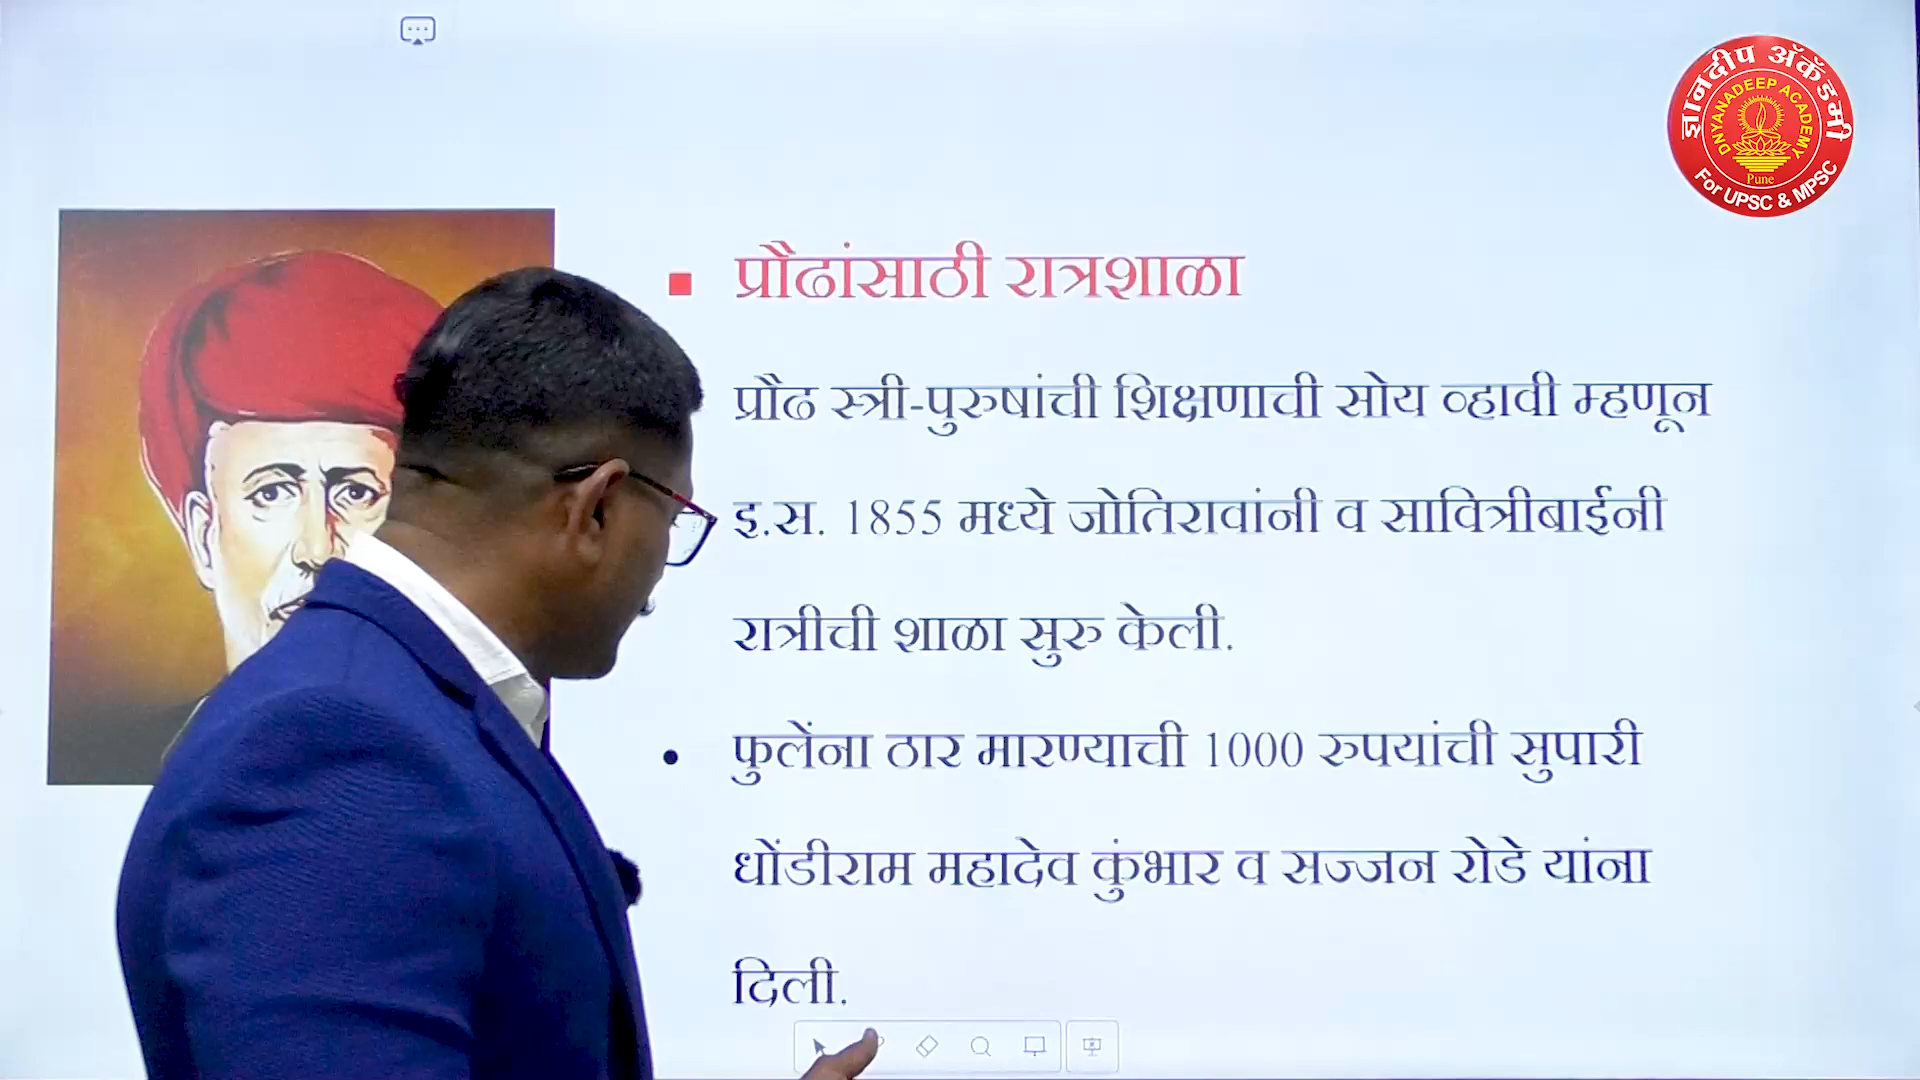 ज्ञानदीप अ‍ॅकॅडमी
DNYANADEEP ACADEMY
Pune
For UPSC & MPSC
प्रौढांसाठी रात्रशाळा
प्रौढ स्त्री-पुरुषांची शिक्षणाची सोय व्हावी म्हणून
इ.स. 1855 मध्ये जोतिरावांनी व सावित्रीबाईनी
रात्रीची शाळा सुरु केली.
फुलेंना ठार मारण्याची 1000 रुपयांची सुपारी
धोंडीराम महादेव कुंभार व सज्जन रोडे यांना
दिली.